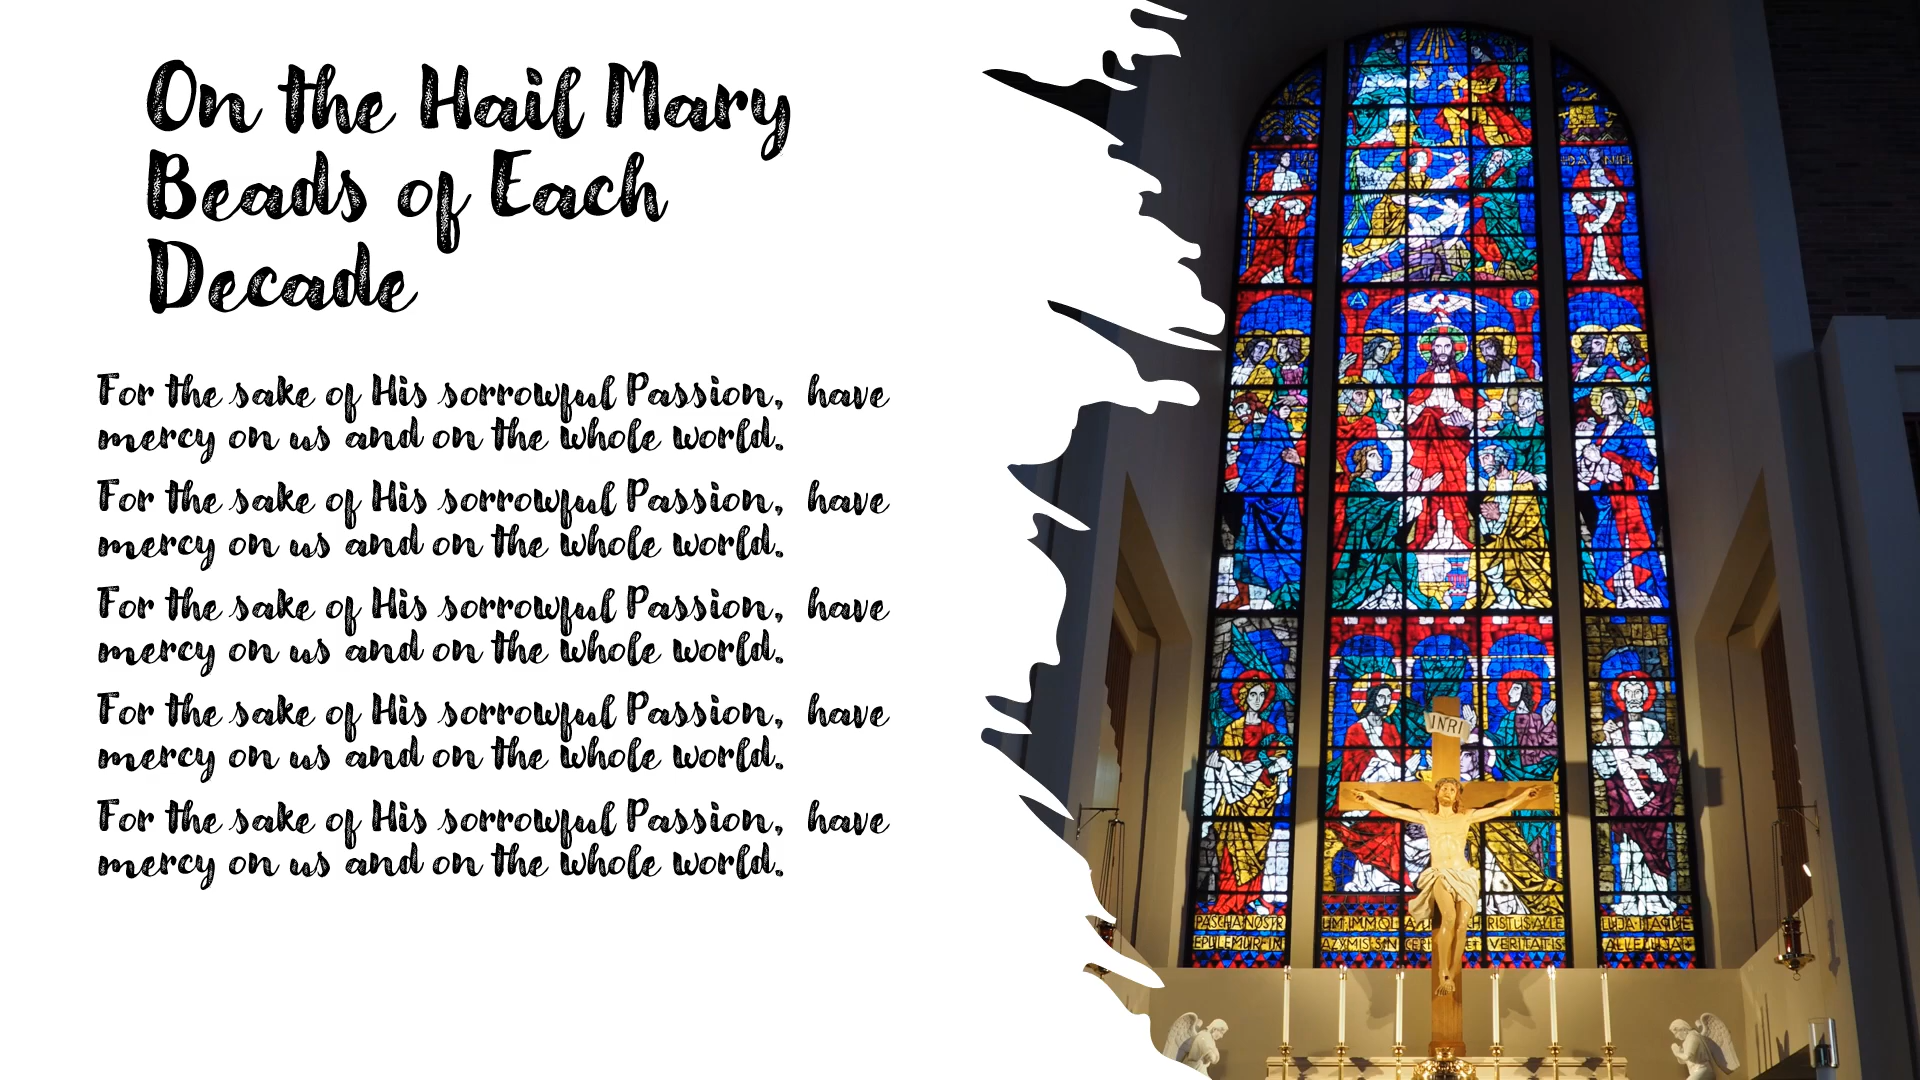 On the Hail Mary
Beads of Each
Decade
For the sake of His sorrowful Passion, have
mercy on us and on the whole world.
For the sake of His sorrowful Passion, have
mercy on us and on the whole world.
For the sake of His sorrowful Passion, have
mercy on us and on the whole world.
For the sake of His sorrowful Passion, have
mercy on us and on the whole world.
For the sake of His sorrowful Passion, have
mercy on us and on the whole world.
Α Ω
INRI
VERITATIS